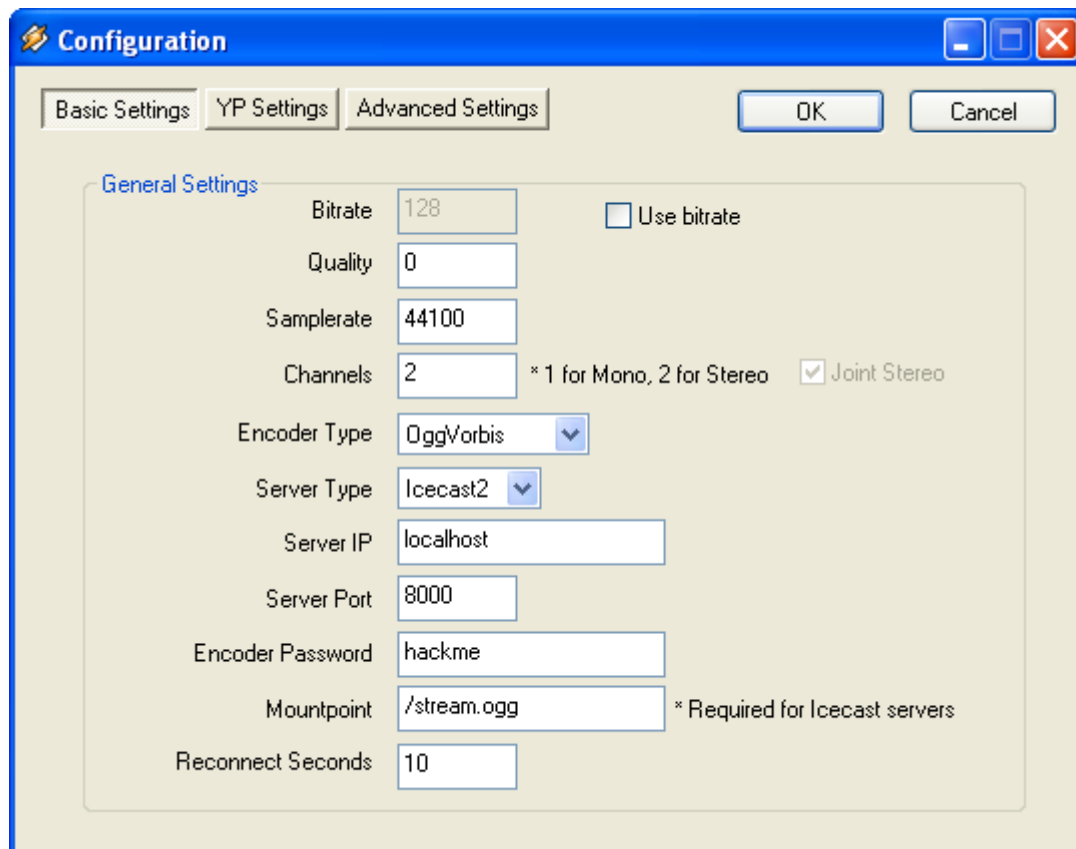 Configuration
Basic Settings YP Settings Advanced Settings OK Cancel
General Settings
Bitrate 128 Use bitrate
Quality 0
Samplerate 44100
Channels 2 * 1 for Mono, 2 for Stereo Joint Stereo
Encoder Type OggVorbis
Server Type Icecast2
Server IP localhost
Server Port 8000
Encoder Password hackme
Mountpoint /stream.ogg * Required for Icecast servers
Reconnect Seconds 10